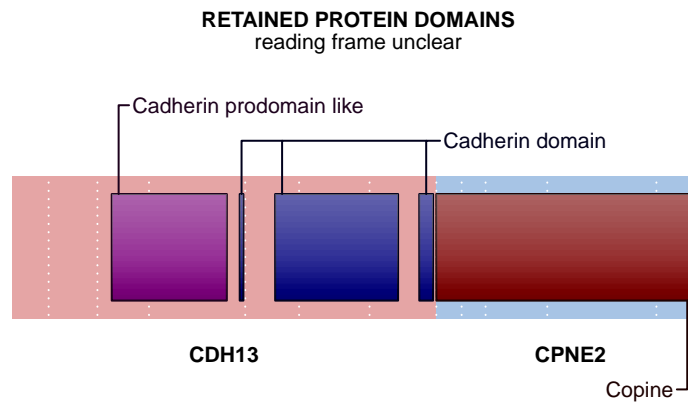 RETAINED PROTEIN DOMAINS
reading frame unclear
Cadherin prodomain like
Cadherin domain
CDH13
CPNE2
Copine